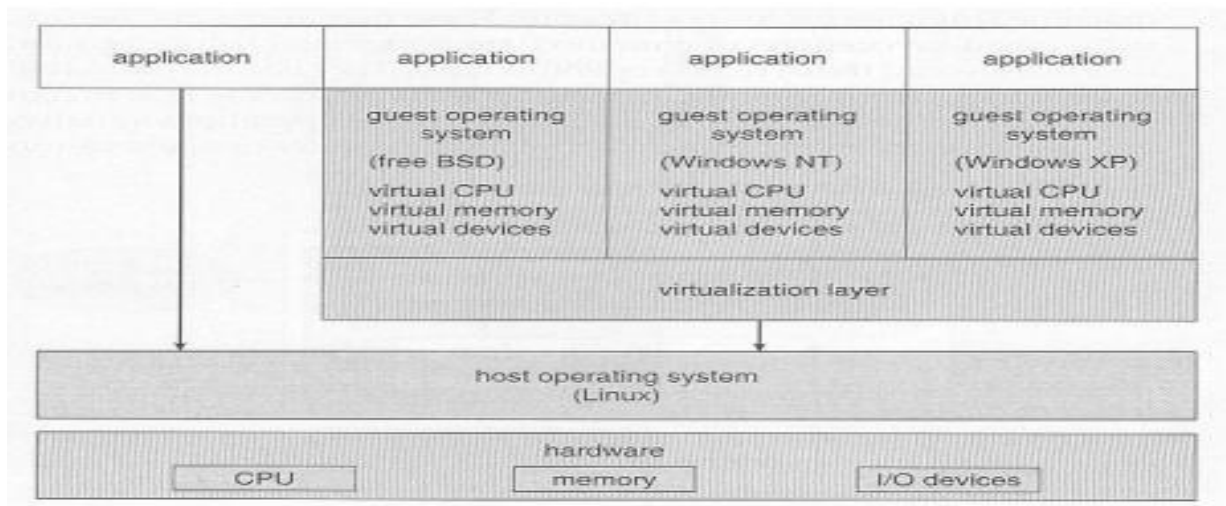 application
application
application
application
guest operating
system
(free BSD)
virtual CPU
virtual memory
virtual devices
guest operating
system
(Windows NT)
virtual CPU
virtual memory
virtual devices
guest operating
system
(Windows XP)
virtual CPU
virtual memory
virtual devices
virtualization layer
host operating system
(Linux)
hardware
CPU
memory
I/O devices